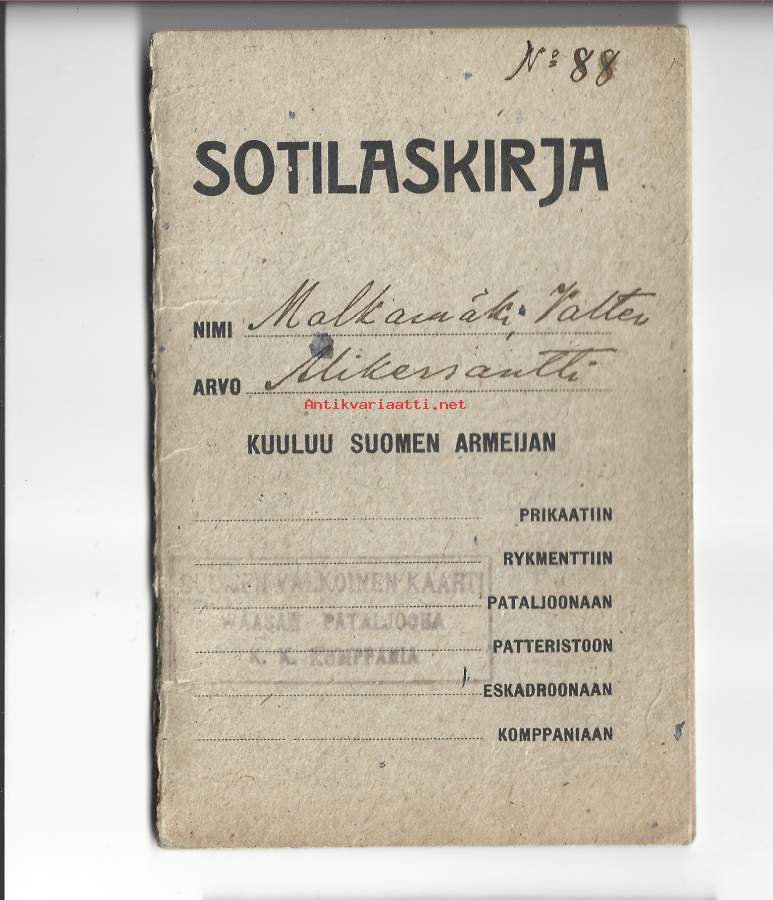 No 88
SOTILASKIRJA
NIMI Malkamäki Valter
ARVO Alikersantti
Antikvariaatti.net
KUULUU SUOMEN ARMEIJAN
PRIKAATIIN
RYKMENTTIIN
SUOMEN VALKOINEN KAARTI
PATALJOONAAN
WAASAN PATALJOONA
PATTERISTOON
K. K. KOMPPANIA
ESKADROONAAN
KOMPPANIAAN